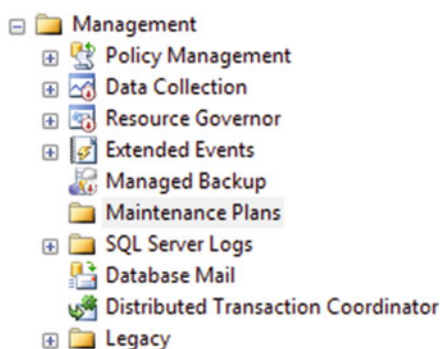 Management
Policy Management
Data Collection
Resource Governor
Extended Events
Managed Backup
Maintenance Plans
SQL Server Logs
Database Mail
Distributed Transaction Coordinator
Legacy